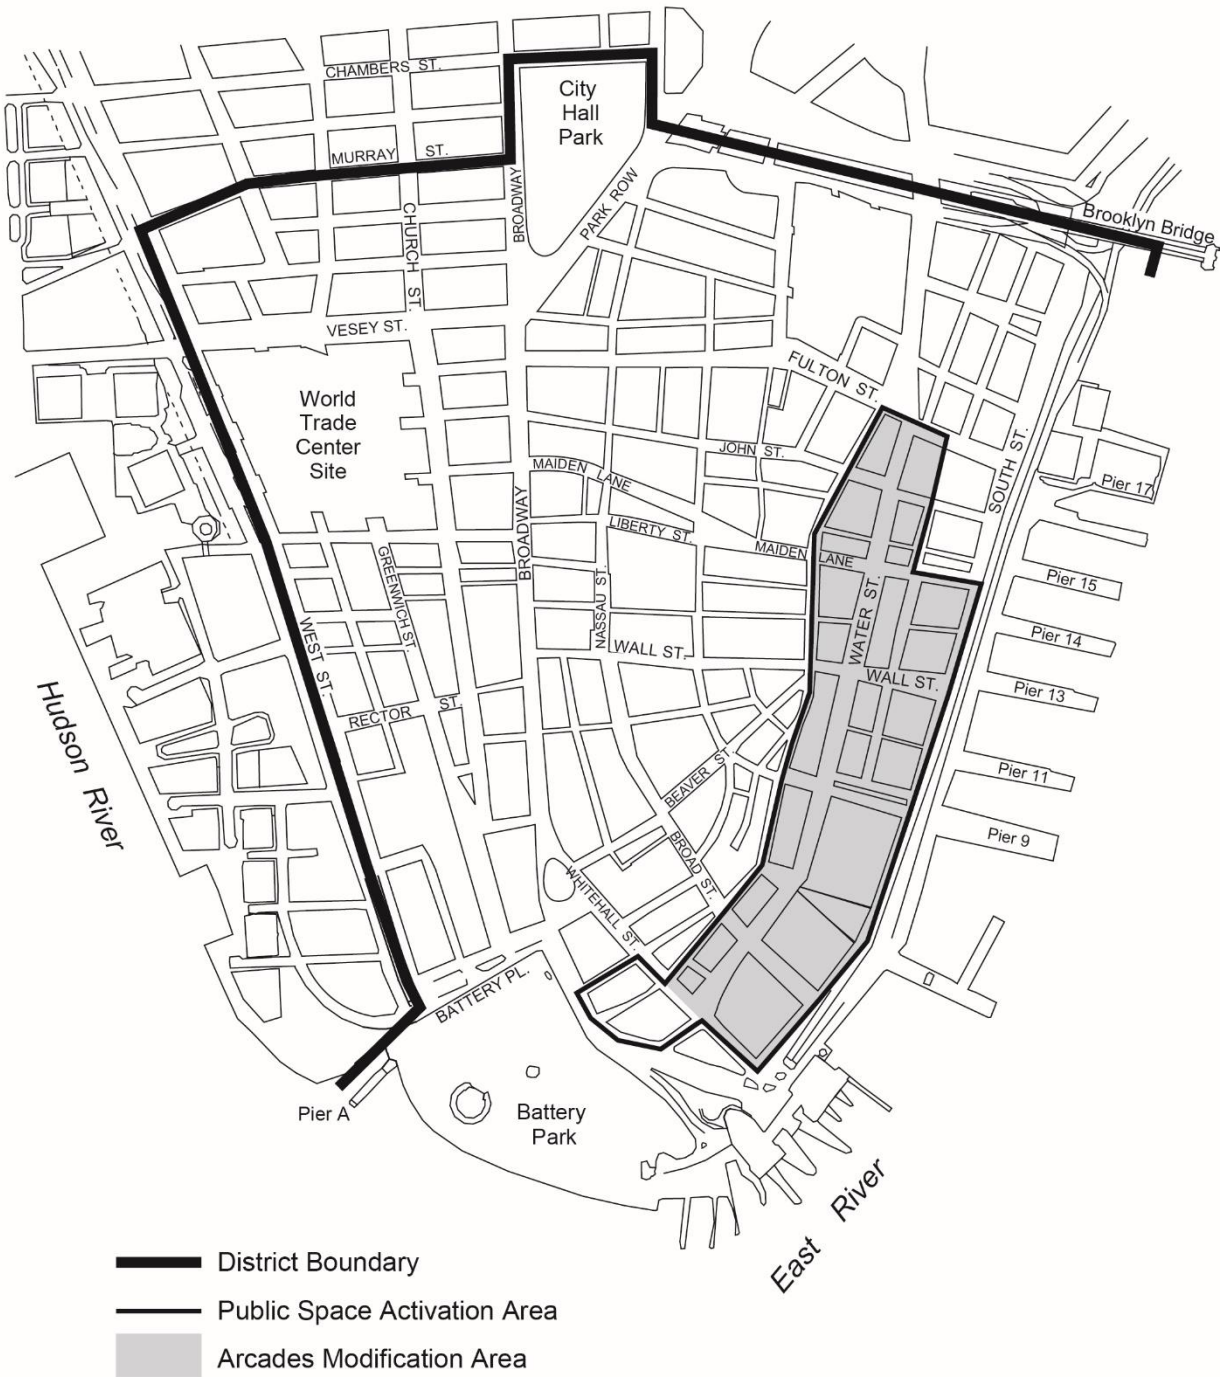 CHAMBERS ST.
City
Hall
Park
MURRAY ST.
BROADWAY
PARK ROW
CHURCH ST.
Brooklyn Bridge
VESEY ST.
FULTON ST.
World
Trade
Center
Site
JOHN ST.
SOUTH ST.
MAIDEN LANE
Pier 17
BROADWAY
LIBERTY ST.
MAIDEN LANE
GREENWICH ST.
NASSAU ST.
WATER ST.
Pier 15
WEST ST.
WALL ST.
Pier 14
WALL ST.
Pier 13
RECTOR ST.
Hudson River
BEAVER ST.
Pier 11
BROAD ST.
Pier 9
WHITEHALL ST.
BATTERY PL.
Pier A
Battery
Park
East River
District Boundary
Public Space Activation Area
Arcades Modification Area